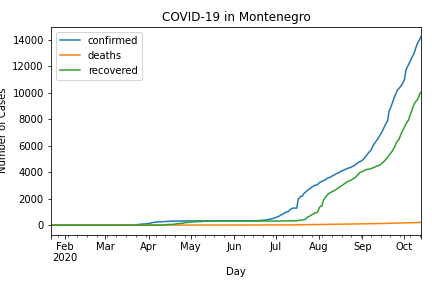 COVID-19 in Montenegro
confirmed
deaths
recovered
Number of Cases
14000
12000
10000
8000
6000
4000
2000
0
Feb Mar Apr May Jun Jul Aug Sep Oct
2020
Day